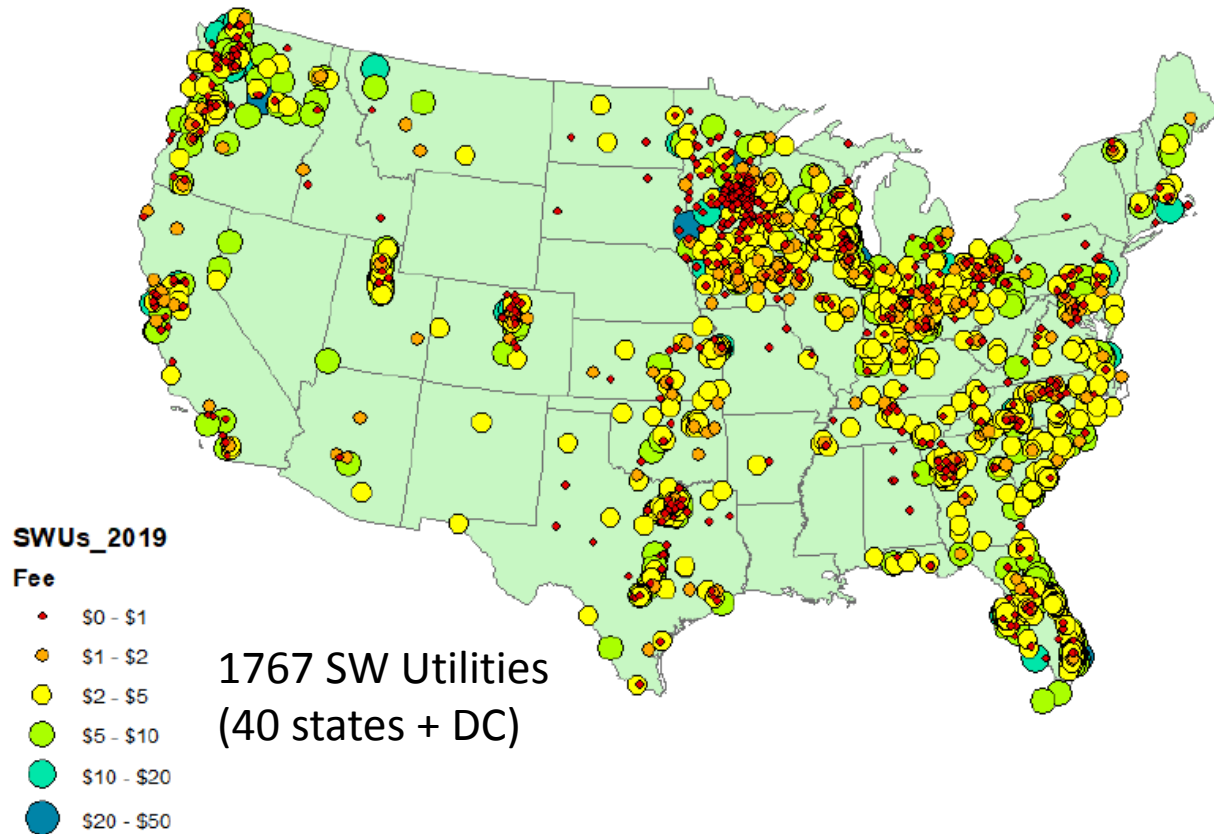 SWUs_2019
Fee
$0 - $1
$1 - $2
$2 - $5
$5 - $10
$10 - $20
$20 - $50
1767 SW Utilities
(40 states + DC)